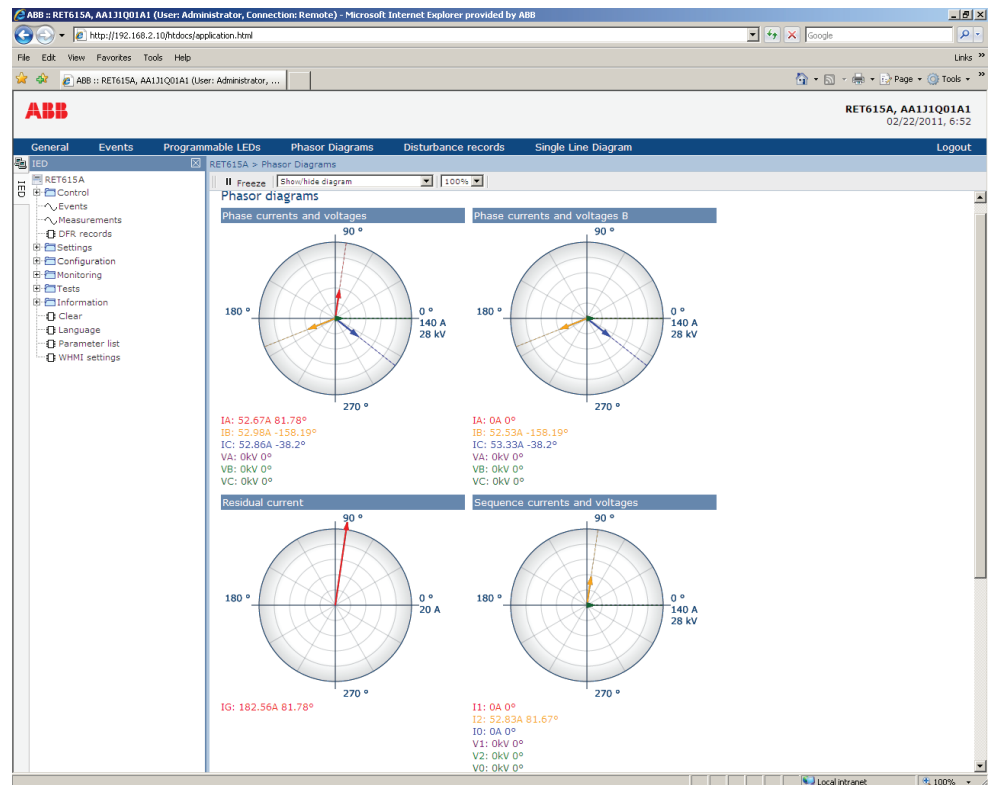 ABB :: RET615A, AA1J1Q01A1 (User: Administrator, Connection: Remote) - Microsoft Internet Explorer provided by ABB
http://192.168.2.10/htdocs/application.html
Google
File Edit View Favorites Tools Help
Links »
ABB :: RET615A, AA1J1Q01A1 (User: Administrator, ...
Page Tools »
ABB
RET615A, AA1J1Q01A1
02/22/2011, 6:52
General Events Programmable LEDs Phasor Diagrams Disturbance records Single Line Diagram Logout
IED
IED
RET615A > Phasor Diagrams
Freeze Show/hide diagram 100%
RET615A
Control
Events
Measurements
DFR records
Settings
Configuration
Monitoring
Tests
Information
Clear
Language
Parameter list
WHMI settings
Phasor diagrams
Phase currents and voltages
90 °
180 °
0 °
140 A
28 kV
270 °
IA: 52.67A 81.78°
IB: 52.98A -158.19°
IC: 52.86A -38.2°
VA: 0kV 0°
VB: 0kV 0°
VC: 0kV 0°
Phase currents and voltages B
90 °
180 °
0 °
140 A
28 kV
270 °
IA: 0A 0°
IB: 52.53A -158.19°
IC: 53.33A -38.2°
VA: 0kV 0°
VB: 0kV 0°
VC: 0kV 0°
Residual current
90 °
180 °
0 °
20 A
270 °
IG: 182.56A 81.78°
Sequence currents and voltages
90 °
180 °
0 °
140 A
28 kV
270 °
I1: 0A 0°
I2: 52.83A 81.67°
I0: 0A 0°
V1: 0kV 0°
V2: 0kV 0°
V0: 0kV 0°
Local intranet
100%